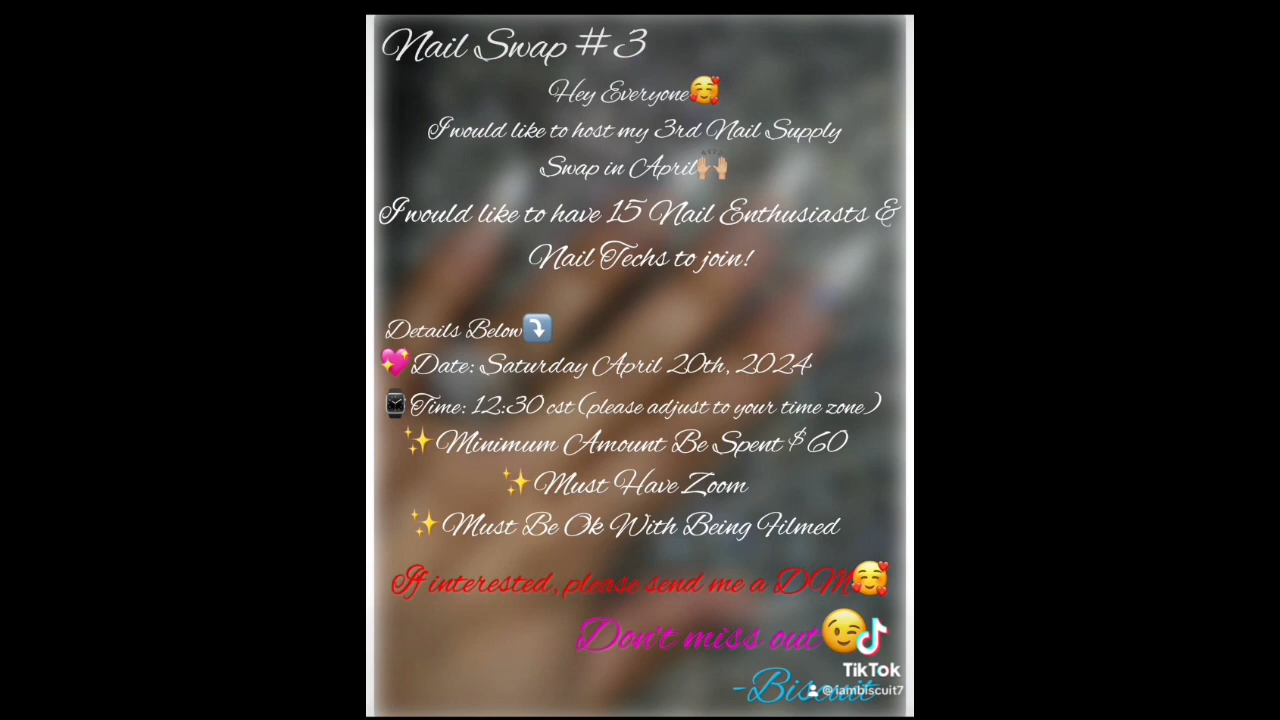 Nail Swap #3
Hey Everyone🥰
I would like to host my 3rd Nail Supply
Swap in April🙌🏼
I would like to have 15 Nail Enthusiasts &
Nail Techs to join!
Details Below⤵️
💖Date: Saturday April 20th, 2024
⌚Time: 12:30 cst (please adjust to your time zone)
✨Minimum Amount Be Spent $60
✨Must Have Zoom
✨Must Be Ok With Being Filmed
If interested, please send me a DM🥰
Don't miss out😉
TikTok
-Biscuit
@iambiscuit7